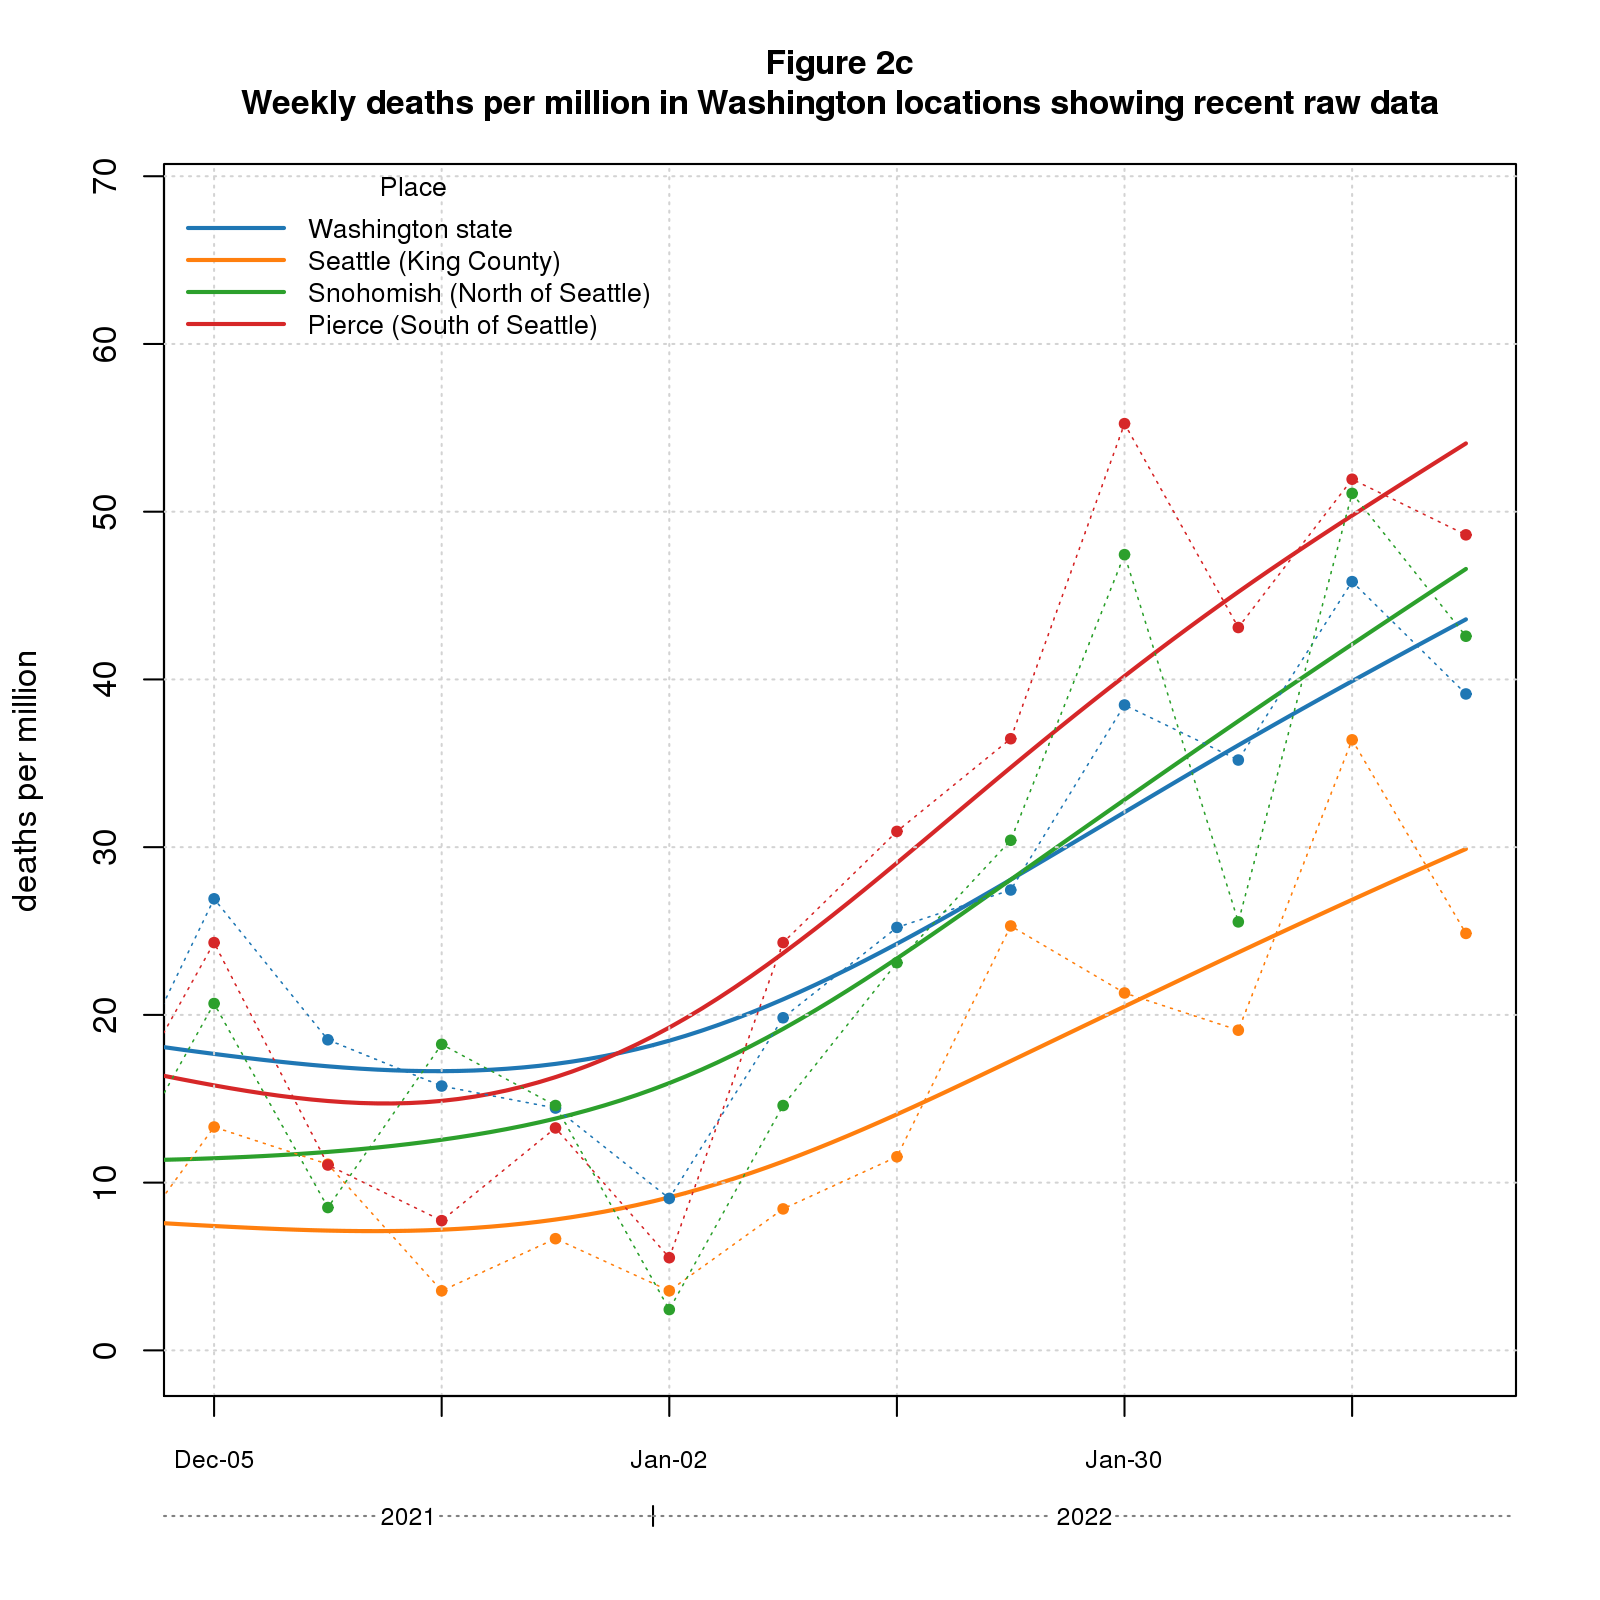 Figure 2c
Weekly deaths per million in Washington locations showing recent raw data
Place
Washington state
Seattle (King County)
Snohomish (North of Seattle)
Pierce (South of Seattle)
70
60
50
40
30
20
10
0
deaths per million
Dec-05 Jan-02 Jan-30
2021 2022